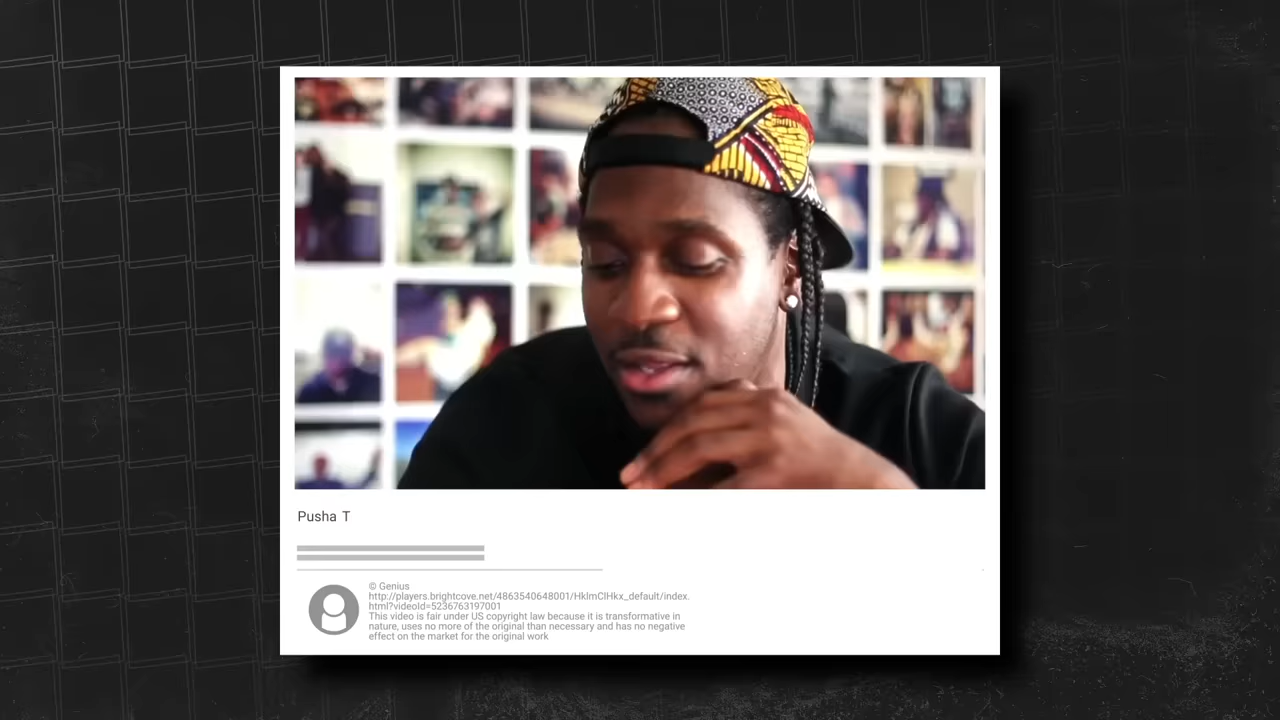 Pusha T
© Genius
http://players.brightcove.net/4863540648001/HklmClHkx_default/index.
html?videoId=5236763197001
This video is fair under US copyright law because it is transformative in
nature, uses no more of the original than necessary and has no negative
effect on the market for the original work